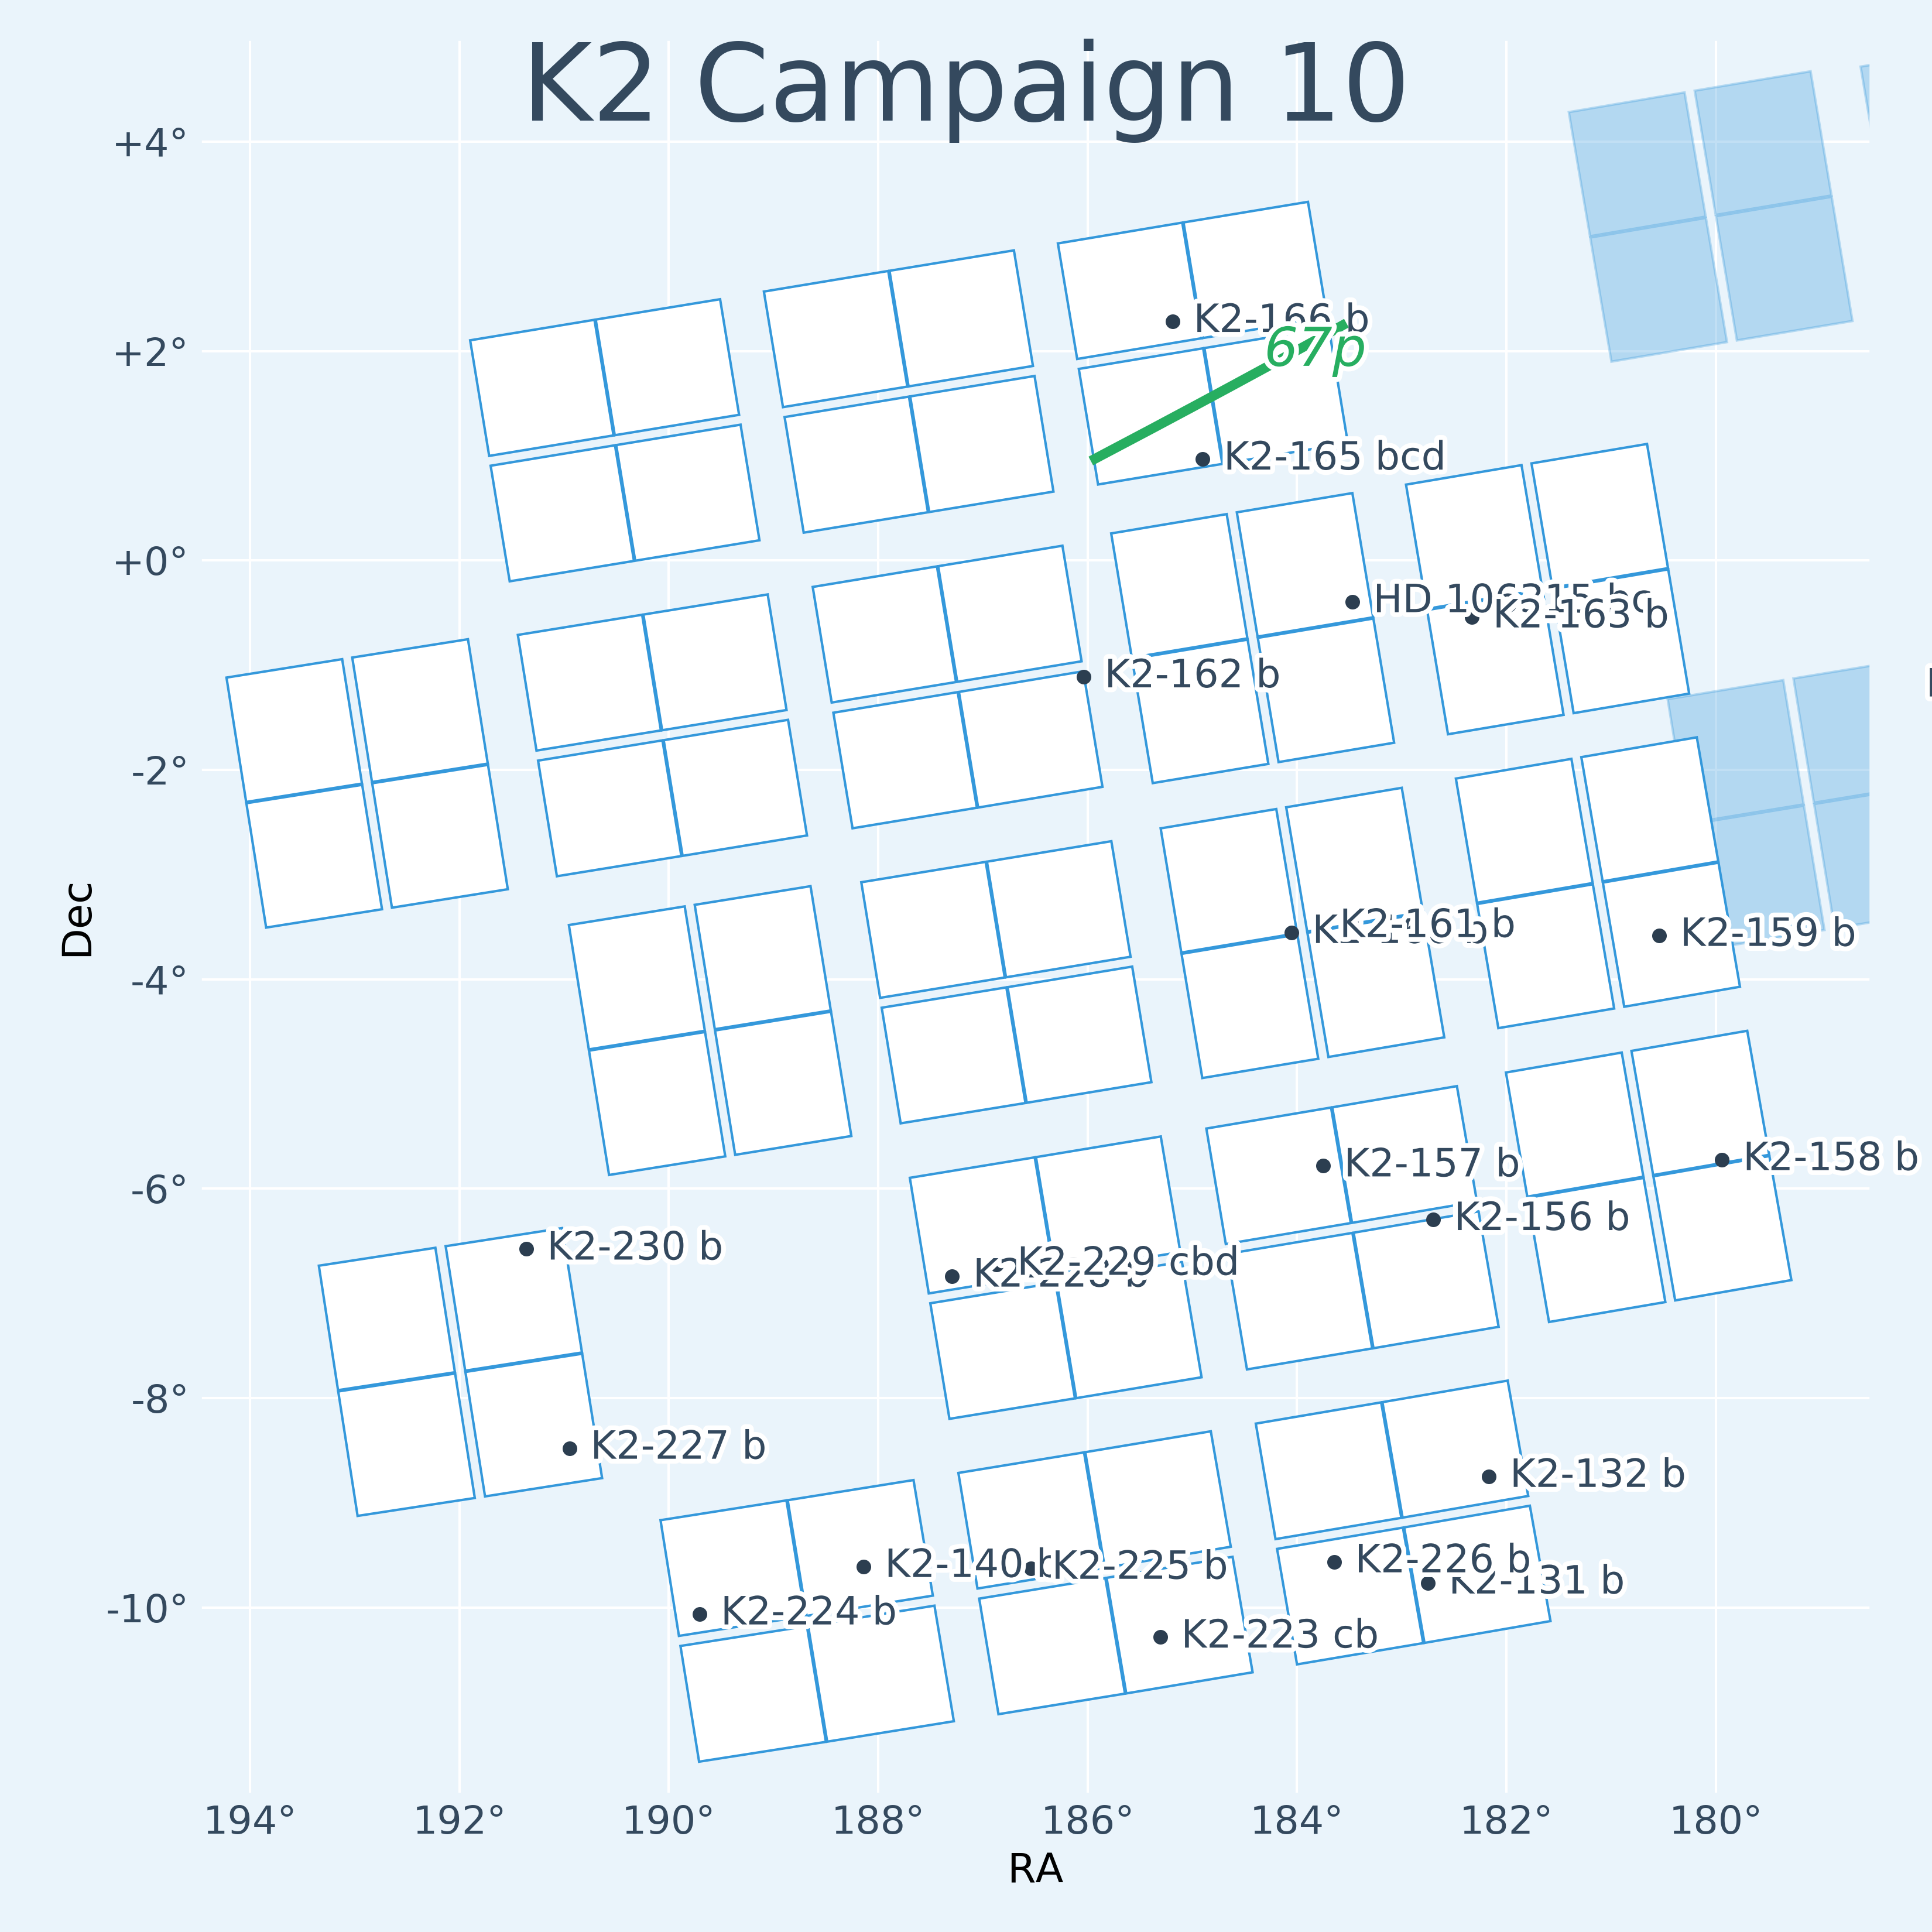 K2 Campaign 10
+4°
+2°
+0°
-2°
-4°
-6°
-8°
-10°
Dec
K2-166 b
67p
K2-165 bcd
HD 106315 bc
K2-163 b
K2-162 b
K2-161 b
K2-159 b
K2-157 b
K2-158 b
K2-156 b
K2-230 b
K2-229 cbd
K2-228 b
K2-227 b
K2-132 b
K2-140 b
K2-225 b
K2-226 b
K2-131 b
K2-224 b
K2-223 cb
194°
192°
190°
188°
186°
184°
182°
180°
RA